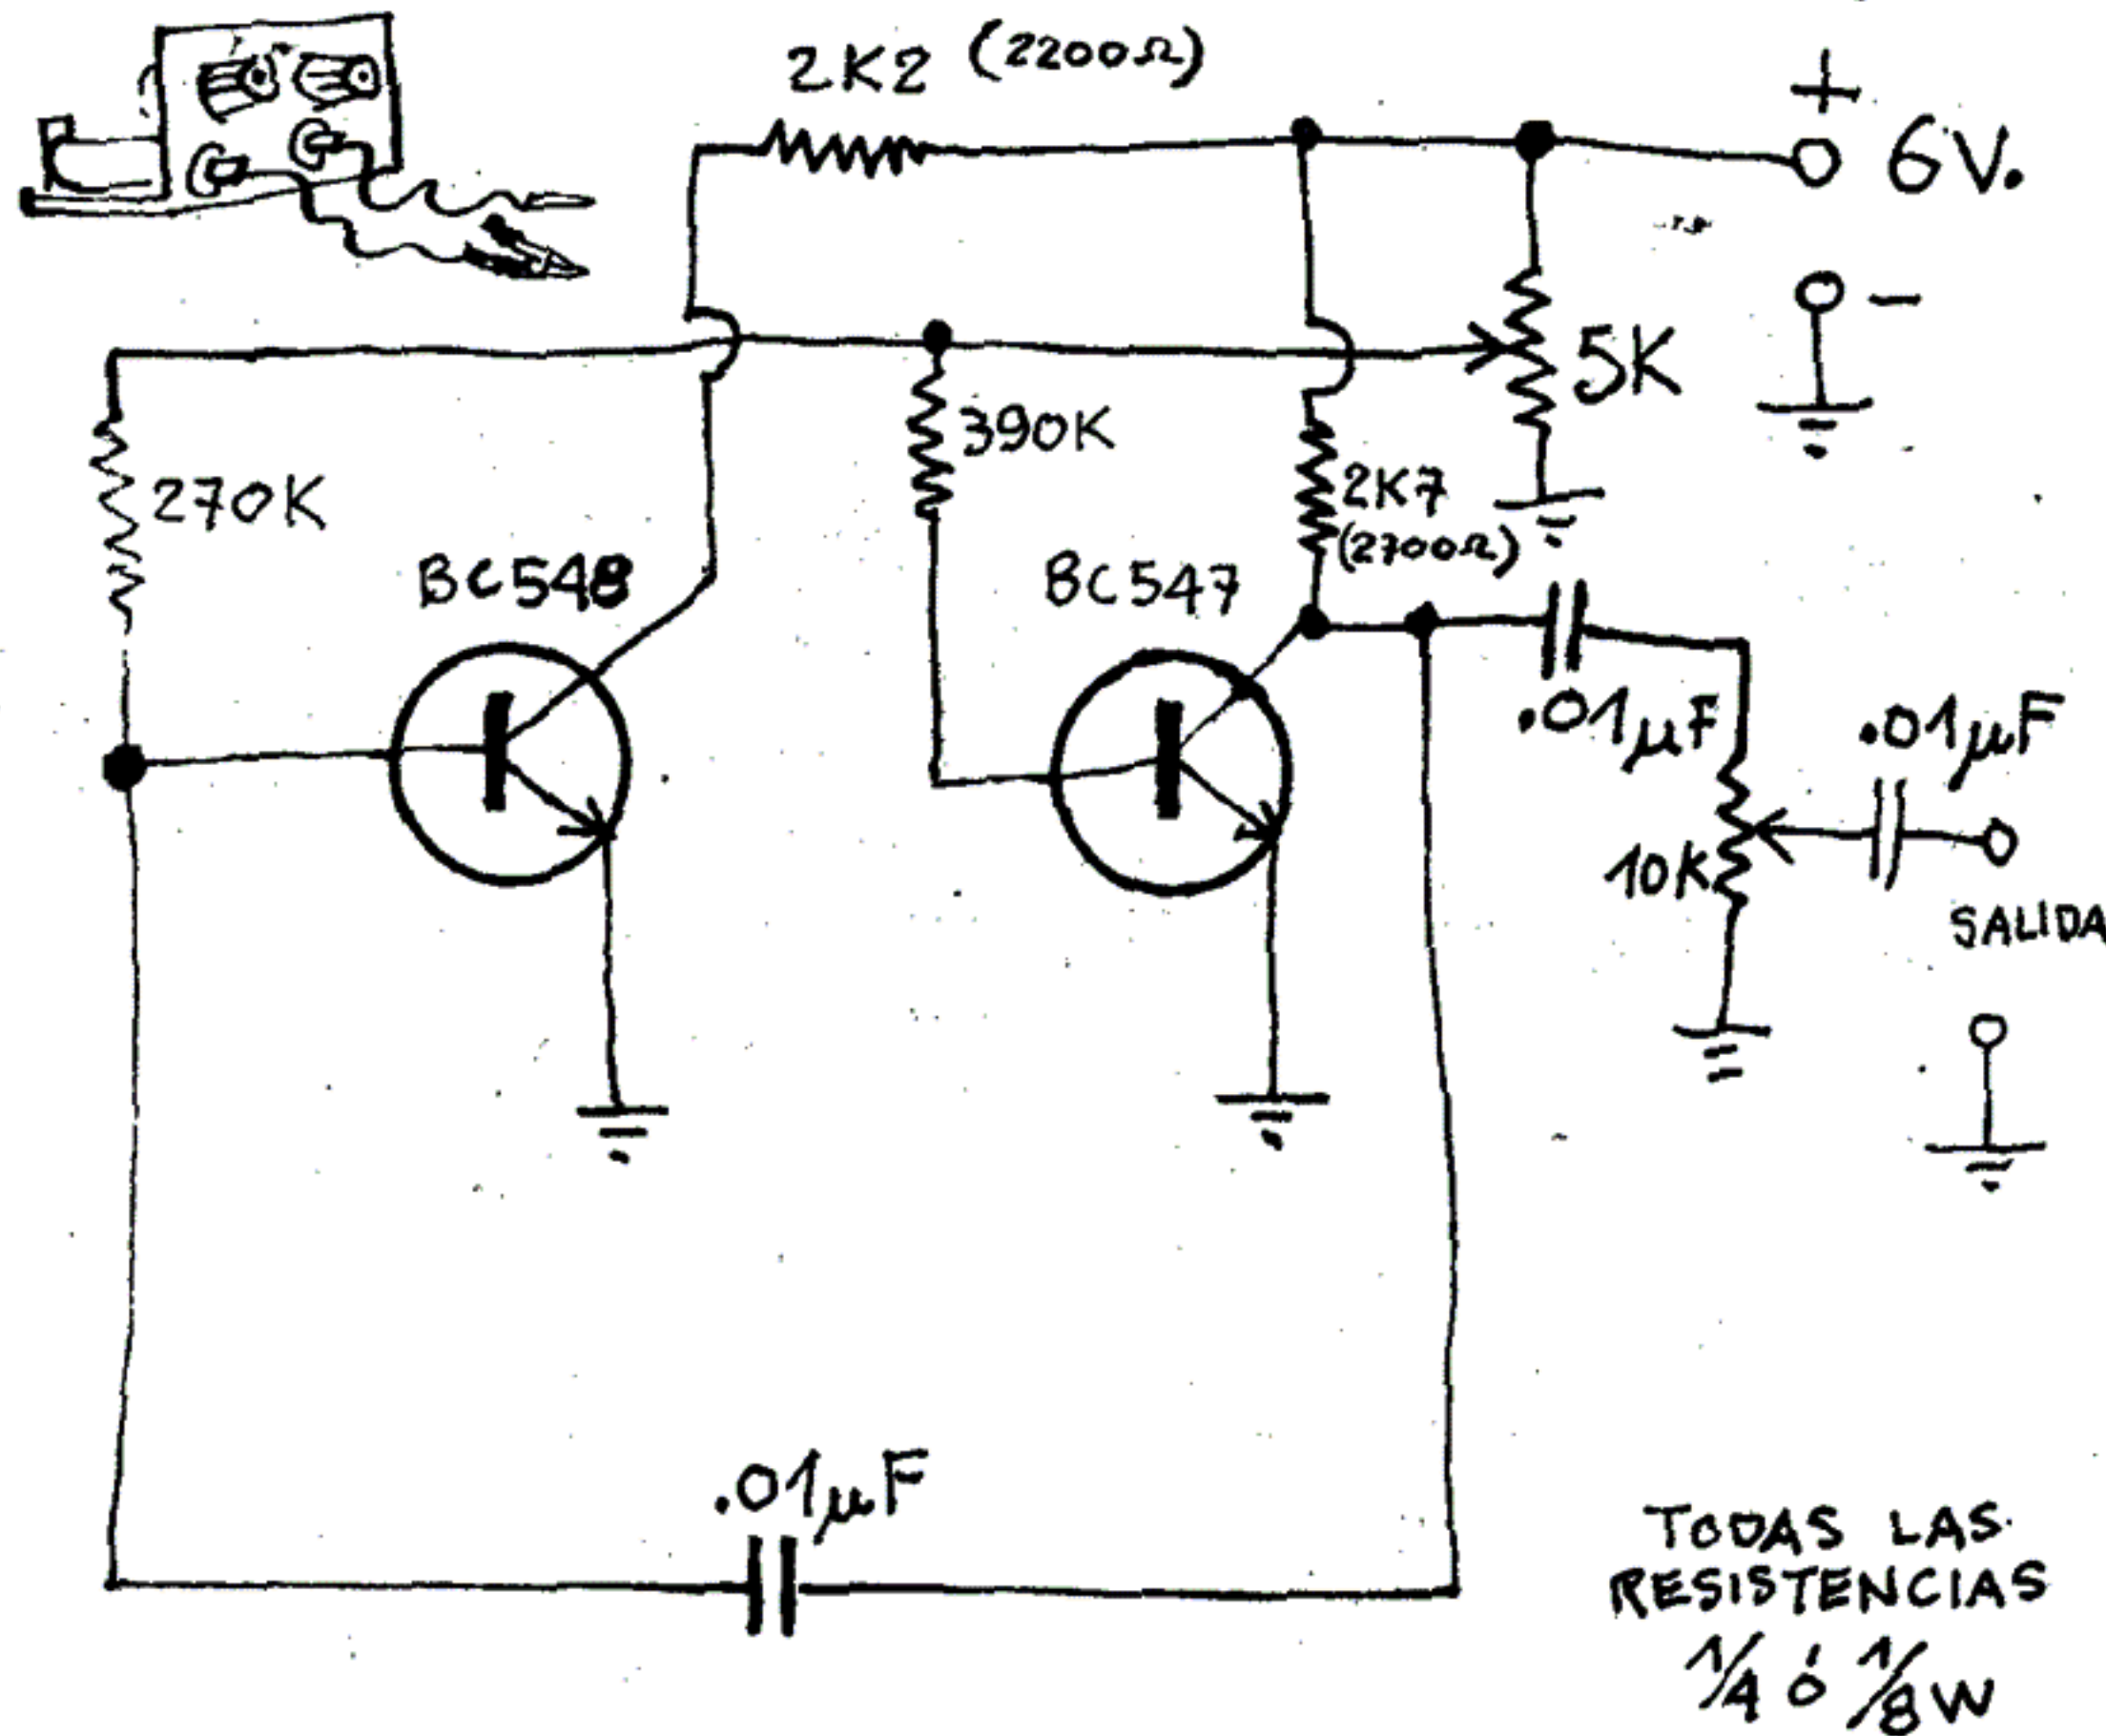 2K2 (2200Ω)
+
6V.
-
5K
390K
270K
2K7
(2700Ω)
BC548
BC547
.01µF
.01µF
10K
SALIDA
.01µF
TODAS LAS
RESISTENCIAS
1/4 ó 1/8 W